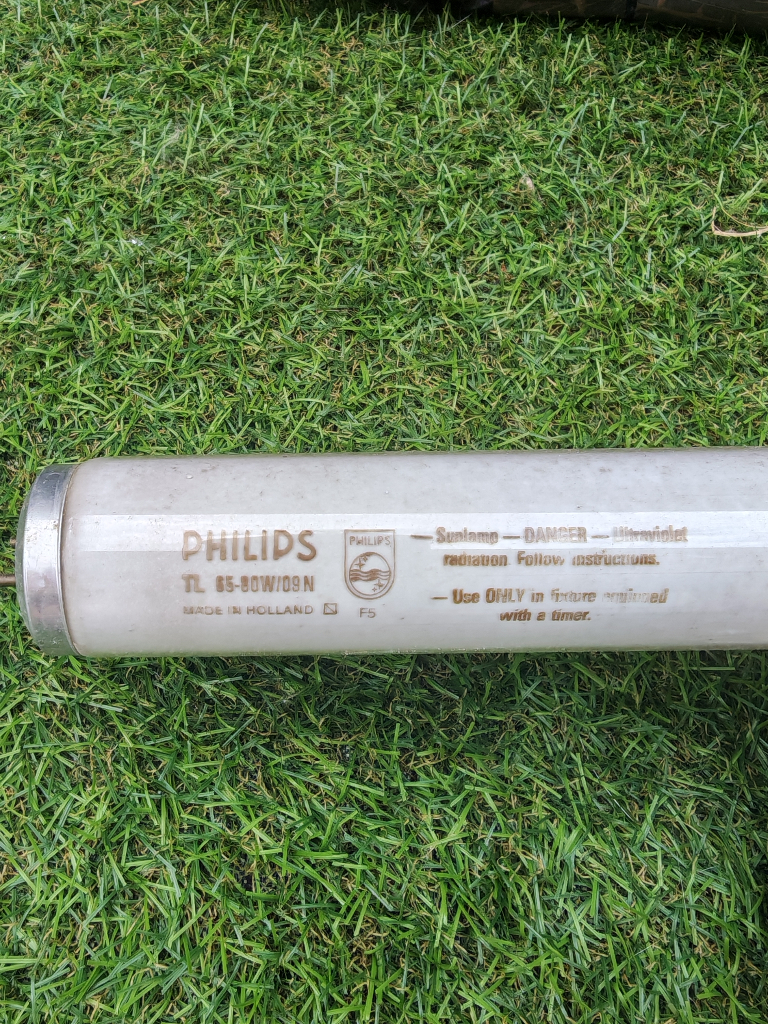 PHILIPS
TL 65-80W/09N
MADE IN HOLLAND
PHILIPS
F5
— Sunlamp — DANGER — Ultraviolet
radiation. Follow instructions.
— Use ONLY in fixture equipped
with a timer.